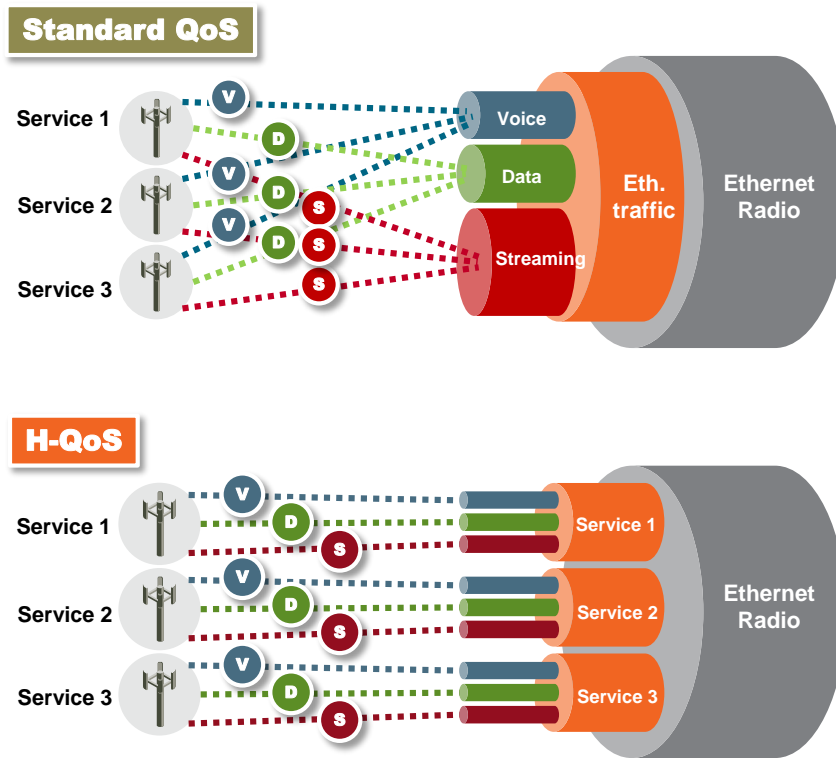 Standard QoS
Service 1
V
Voice
D
Data
V
D
S
Service 2
Eth.
traffic
Ethernet
Radio
V
D
S
Streaming
Service 3
S
H-QoS
V
Service 1
D
Service 1
S
V
Service 2
D
Service 2
S
Ethernet
Radio
V
Service 3
D
Service 3
S